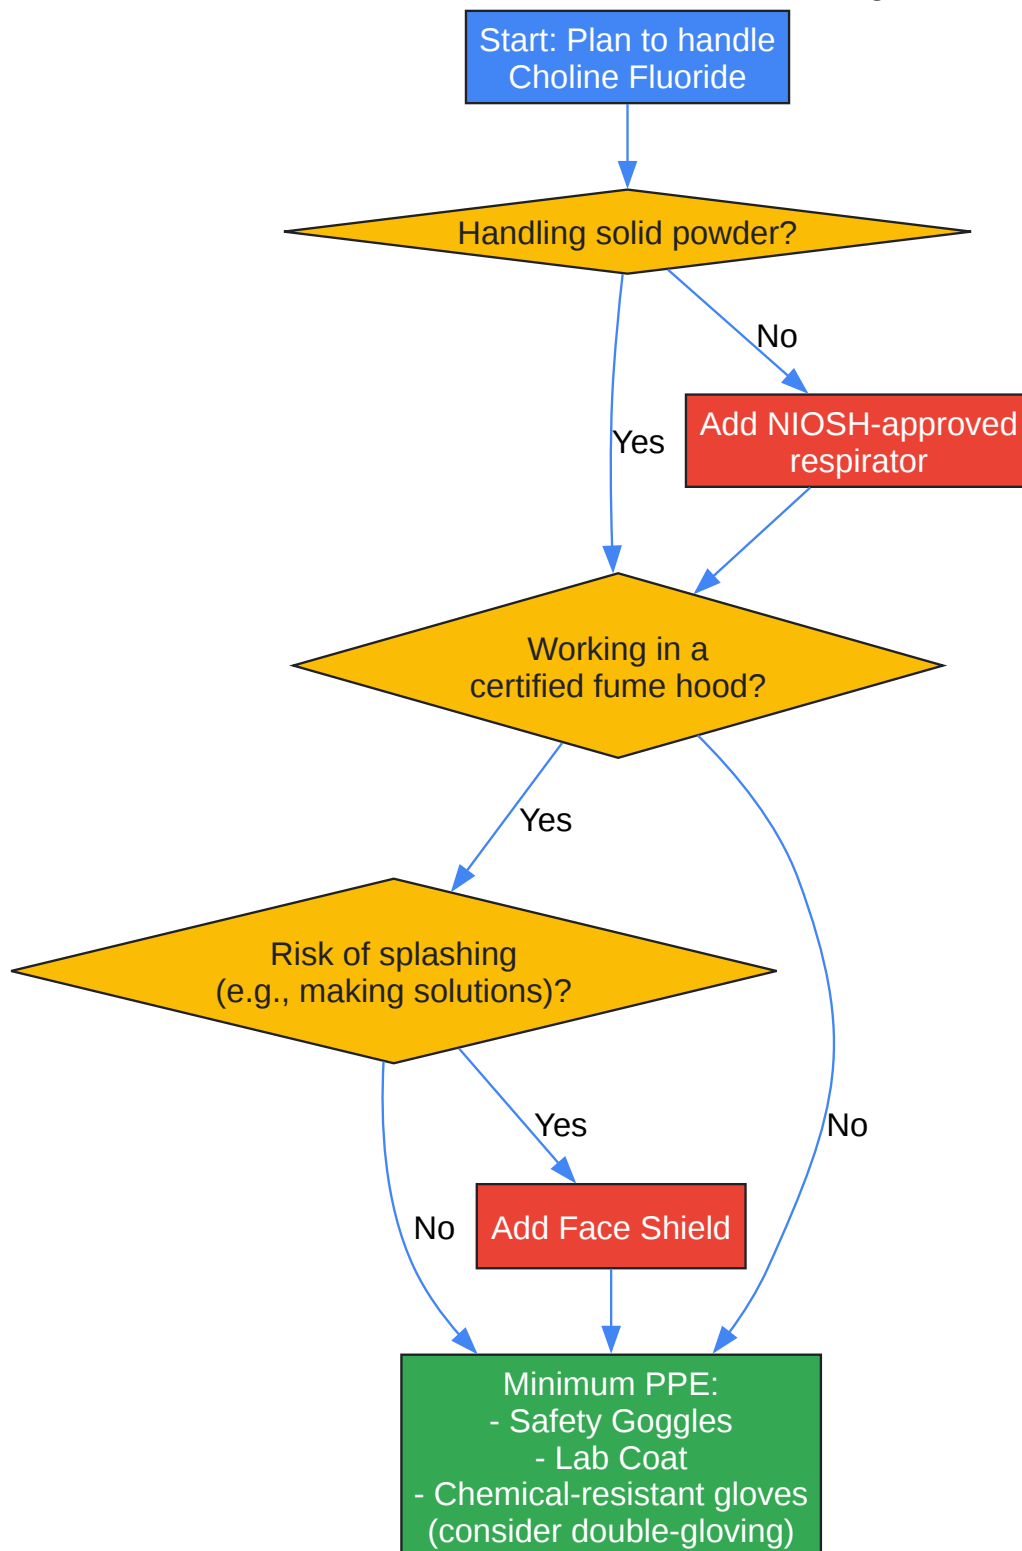 Start: Plan to handle
Choline Fluoride
Handling solid powder?
No
Yes
Add NIOSH-approved
respirator
Working in a
certified fume hood?
Yes
Risk of splashing
(e.g., making solutions)?
Yes
No
No
Add Face Shield
Minimum PPE:
- Safety Goggles
- Lab Coat
- Chemical-resistant gloves
(consider double-gloving)